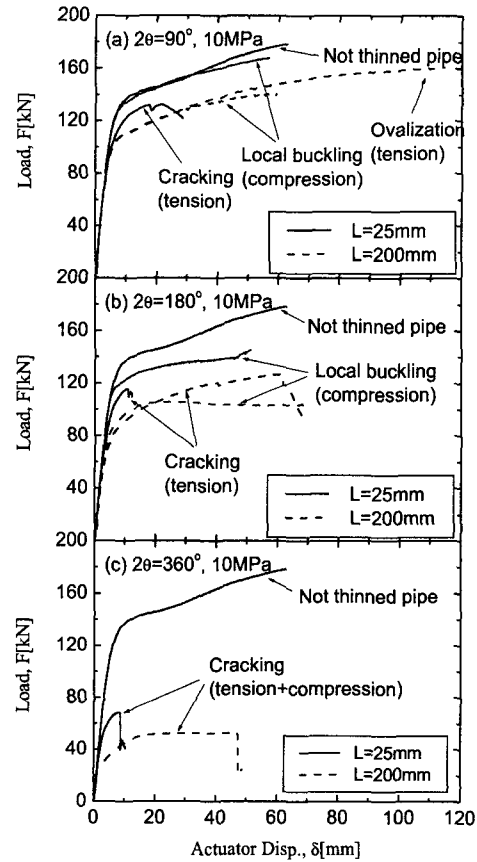 200
(a) 2θ=90°, 10MPa
160
Not thinned pipe
120
Load, F[kN]
Ovalization
(tension)
Local buckling
(compression)
Cracking
(tension)
80
40
L=25mm
L=200mm
200
(b) 2θ=180°, 10MPa
160
Not thinned pipe
120
Load, F[kN]
Local buckling
(compression)
80
Cracking
(tension)
40
L=25mm
L=200mm
200
(c) 2θ=360°, 10MPa
160
Not thinned pipe
120
Load, F[kN]
Cracking
(tension+compression)
80
40
L=25mm
L=200mm
0
0 20 40 60 80 100 120
Actuator Disp., δ[mm]